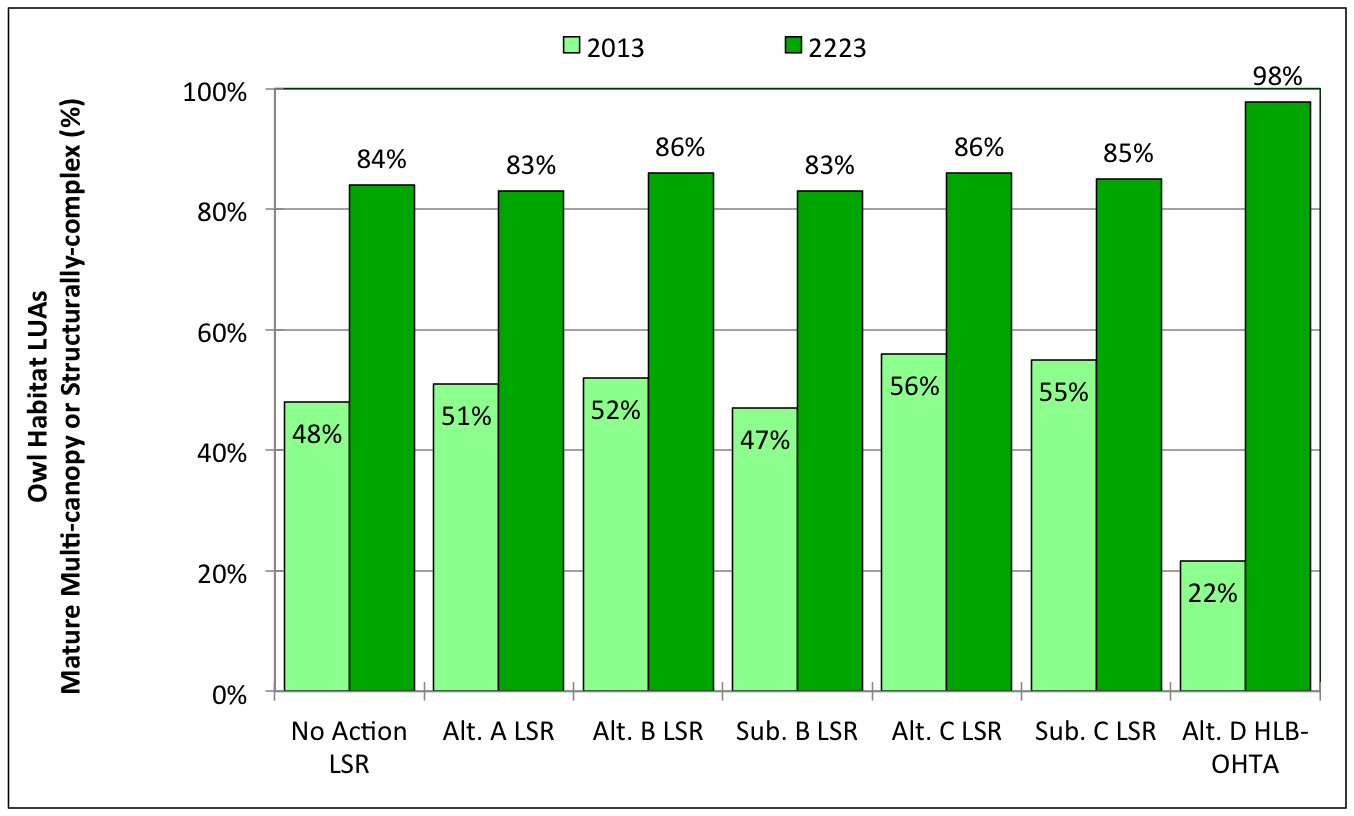 2013 2223
Owl Habitat LUAs
Mature Multi-canopy or Structurally-complex (%)
100%
80%
60%
40%
20%
0%
48% 84%
51% 83%
52% 86%
47% 83%
56% 86%
55% 85%
22% 98%
No Action
LSR
Alt. A LSR
Alt. B LSR
Sub. B LSR
Alt. C LSR
Sub. C LSR
Alt. D HLB-
OHTA